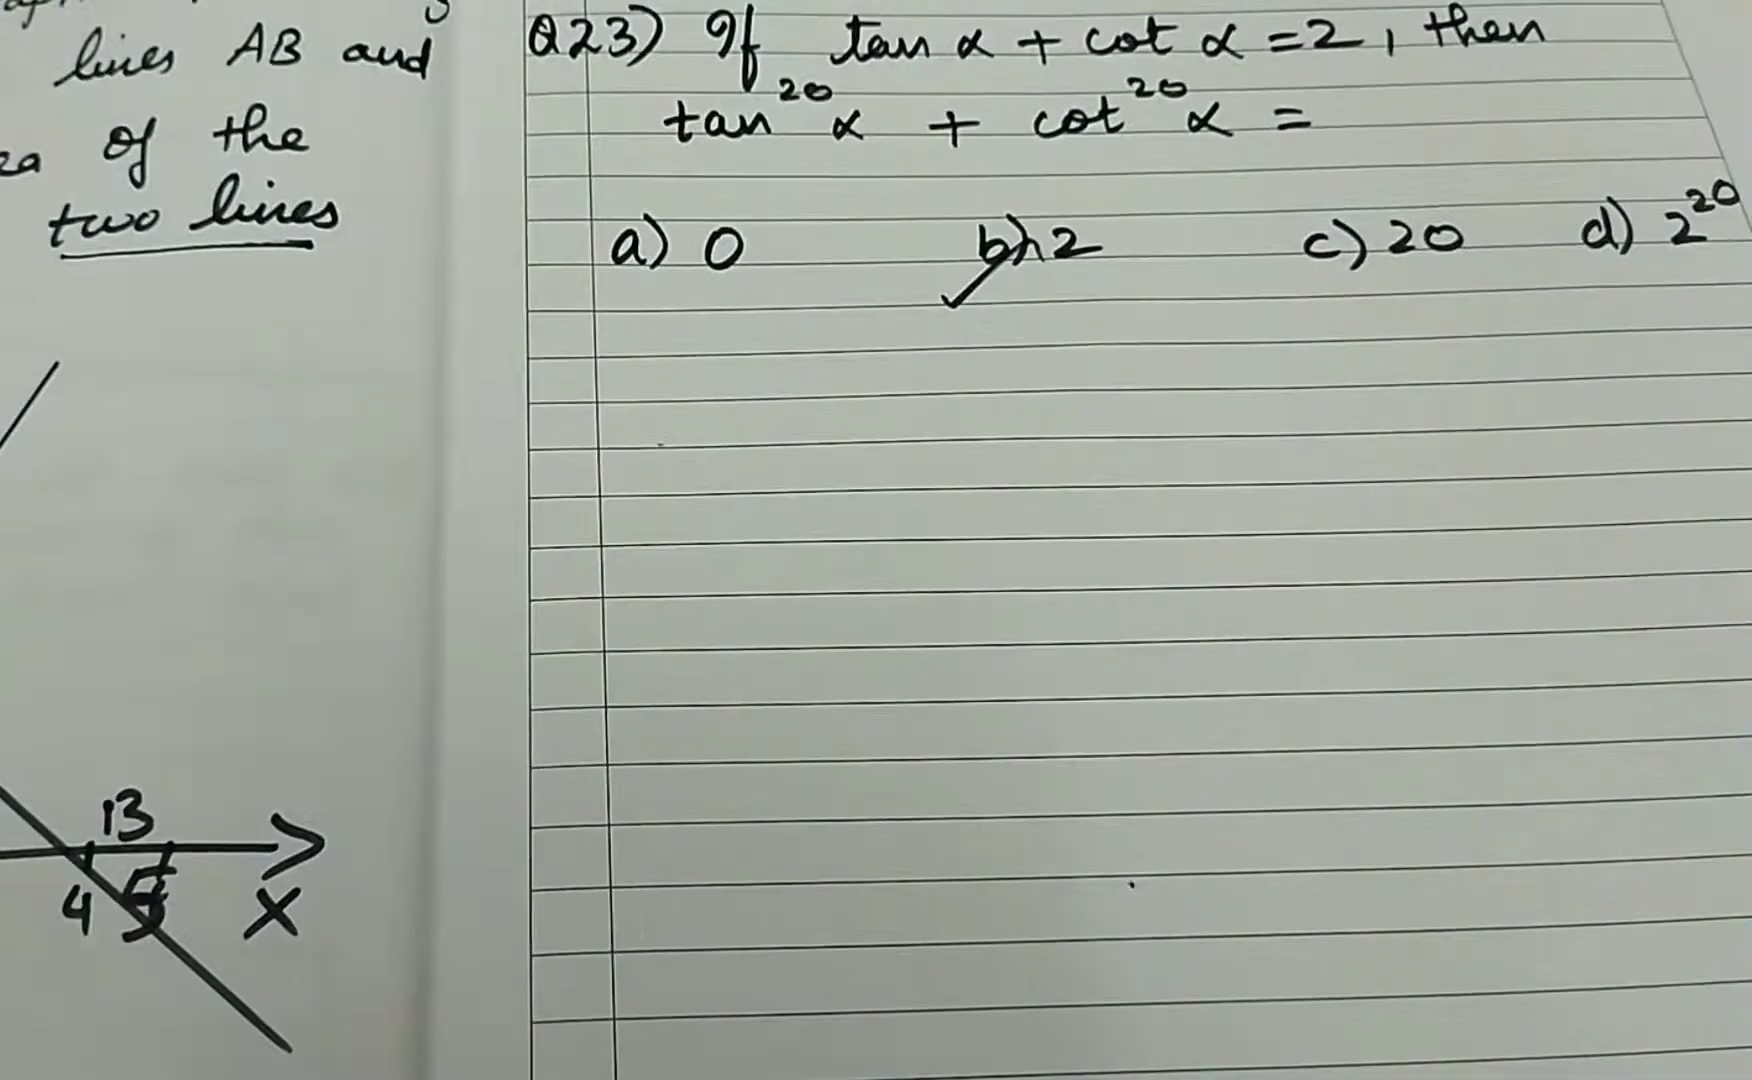 lines AB and
of the
two lines
13
4 5
X
Q23) If tan α + cot α = 2, then
tan²⁰ α + cot²⁰ α =
a) 0 b) 2 c) 20 d) 2²⁰